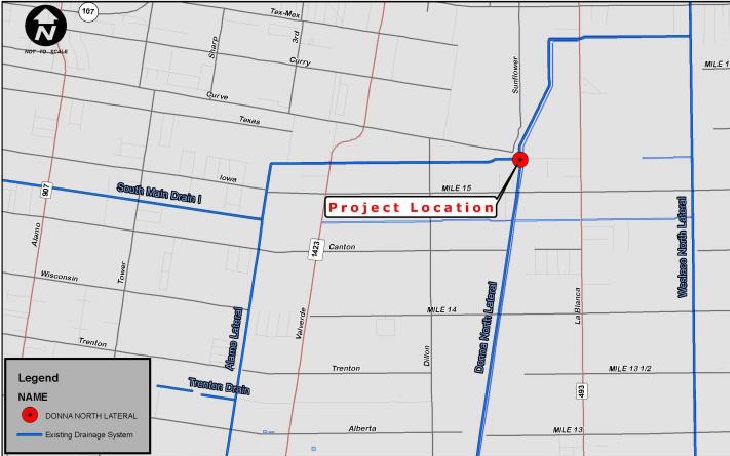 107
N
NOT TO SCALE
Tex-Mex
Sharp
3rd
Curry
Sunflower
MILE 1
Curve
Texas
Iowa
MILE 15
907
South Main Drain I
Project Location
Alamo
1423
Canton
Weslaco North Lateral
Tower
Wisconsin
Alamo Lateral
Valverde
MILE 14
Donna North Lateral
La Blanca
Trenton
Trenton
Dillon
MILE 13 1/2
Trenton Drain
493
Alberta
MILE 13
Legend
NAME
DONNA NORTH LATERAL
Existing Drainage System